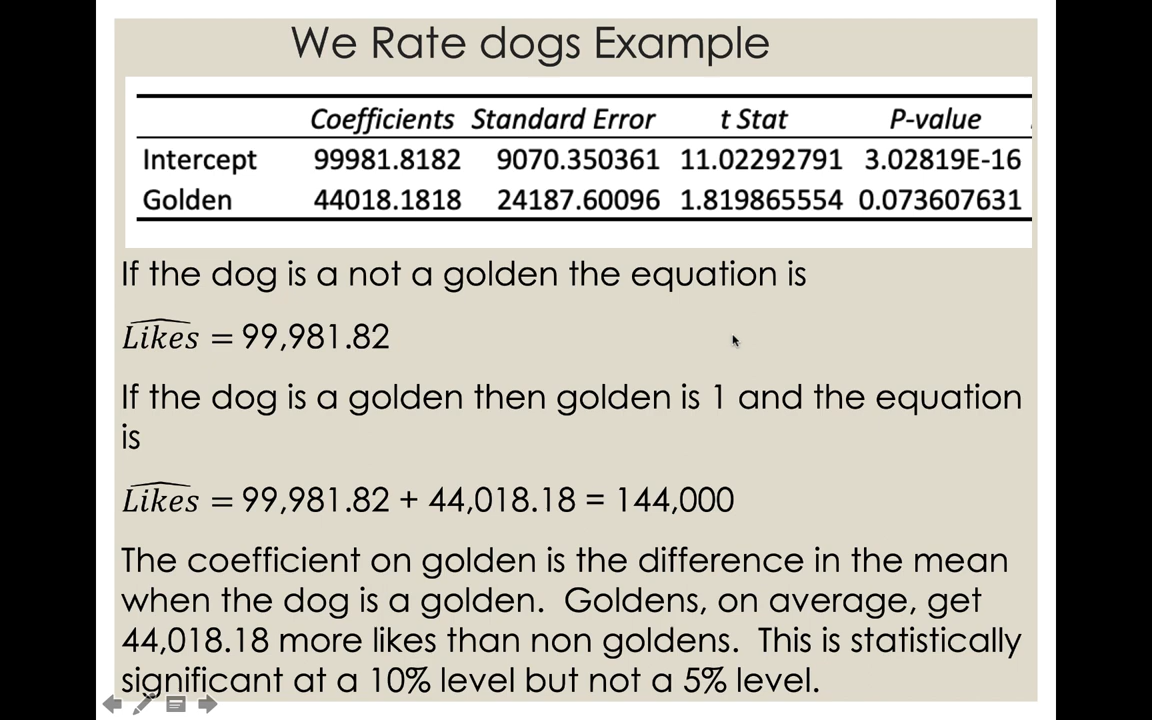 We Rate dogs Example
Coefficients Standard Error t Stat P-value
Intercept 99981.8182 9070.350361 11.02292791 3.02819E-16
Golden 44018.1818 24187.60096 1.819865554 0.073607631
If the dog is a not a golden the equation is
Likes = 99,981.82
If the dog is a golden then golden is 1 and the equation
is
Likes = 99,981.82 + 44,018.18 = 144,000
The coefficient on golden is the difference in the mean
when the dog is a golden.  Goldens, on average, get
44,018.18 more likes than non goldens.  This is statistically
significant at a 10% level but not a 5% level.